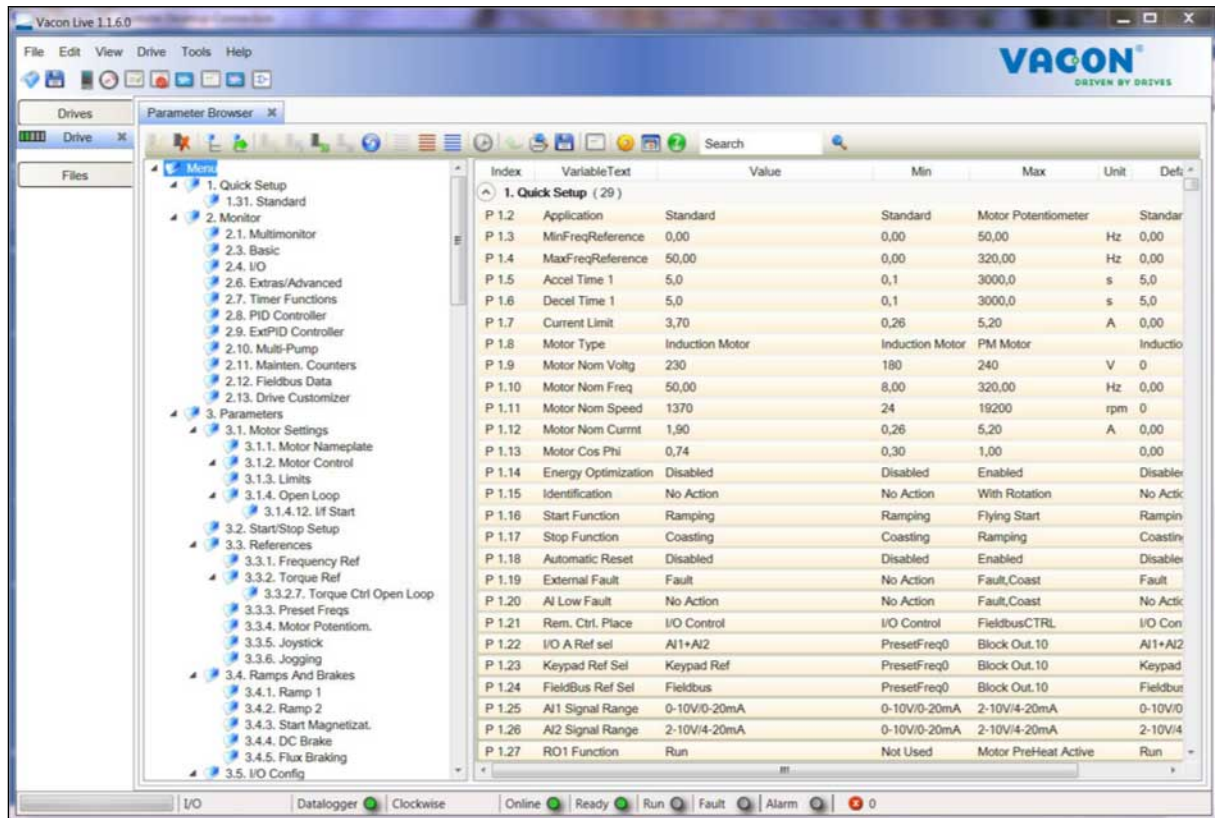 Vacon Live 1.1.6.0
File Edit View Drive Tools Help
VACON®
DRIVEN BY DRIVES
Drives
Drive
Files
Parameter Browser
Search
Menu
1. Quick Setup
1.31. Standard
2. Monitor
2.1. Multimonitor
2.3. Basic
2.4. I/O
2.6. Extras/Advanced
2.7. Timer Functions
2.8. PID Controller
2.9. ExtPID Controller
2.10. Multi-Pump
2.11. Mainten. Counters
2.12. Fieldbus Data
2.13. Drive Customizer
3. Parameters
3.1. Motor Settings
3.1.1. Motor Nameplate
3.1.2. Motor Control
3.1.3. Limits
3.1.4. Open Loop
3.1.4.12. I/f Start
3.2. Start/Stop Setup
3.3. References
3.3.1. Frequency Ref
3.3.2. Torque Ref
3.3.2.7. Torque Ctrl Open Loop
3.3.3. Preset Freqs
3.3.4. Motor Potentiom.
3.3.5. Joystick
3.3.6. Jogging
3.4. Ramps And Brakes
3.4.1. Ramp 1
3.4.2. Ramp 2
3.4.3. Start Magnetizat.
3.4.4. DC Brake
3.4.5. Flux Braking
3.5. I/O Config
Index VariableText Value Min Max Unit Defa
1. Quick Setup (29)
P 1.2 Application Standard Standard Motor Potentiometer Standar
P 1.3 MinFreqReference 0,00 0,00 50,00 Hz 0,00
P 1.4 MaxFreqReference 50,00 0,00 320,00 Hz 0,00
P 1.5 Accel Time 1 5,0 0,1 3000,0 s 5,0
P 1.6 Decel Time 1 5,0 0,1 3000,0 s 5,0
P 1.7 Current Limit 3,70 0,26 5,20 A 0,00
P 1.8 Motor Type Induction Motor Induction Motor PM Motor Inductio
P 1.9 Motor Nom Voltg 230 180 240 V 0
P 1.10 Motor Nom Freq 50,00 8,00 320,00 Hz 0,00
P 1.11 Motor Nom Speed 1370 24 19200 rpm 0
P 1.12 Motor Nom Currnt 1,90 0,26 5,20 A 0,00
P 1.13 Motor Cos Phi 0,74 0,30 1,00 0,00
P 1.14 Energy Optimization Disabled Disabled Enabled Disable
P 1.15 Identification No Action No Action With Rotation No Actic
P 1.16 Start Function Ramping Ramping Flying Start Rampin
P 1.17 Stop Function Coasting Coasting Ramping Coasting
P 1.18 Automatic Reset Disabled Disabled Enabled Disable
P 1.19 External Fault Fault No Action Fault,Coast Fault
P 1.20 AI Low Fault No Action No Action Fault,Coast No Actic
P 1.21 Rem. Ctrl. Place I/O Control I/O Control FieldbusCTRL I/O Con
P 1.22 I/O A Ref sel AI1+AI2 PresetFreq0 Block Out.10 AI1+AI2
P 1.23 Keypad Ref Sel Keypad Ref PresetFreq0 Block Out.10 Keypad
P 1.24 FieldBus Ref Sel Fieldbus PresetFreq0 Block Out.10 Fieldbus
P 1.25 AI1 Signal Range 0-10V/0-20mA 0-10V/0-20mA 2-10V/4-20mA 0-10V/0
P 1.26 AI2 Signal Range 2-10V/4-20mA 0-10V/0-20mA 2-10V/4-20mA 2-10V/4
P 1.27 RO1 Function Run Not Used Motor PreHeat Active Run
I/O Datalogger Clockwise Online Ready Run Fault Alarm 0